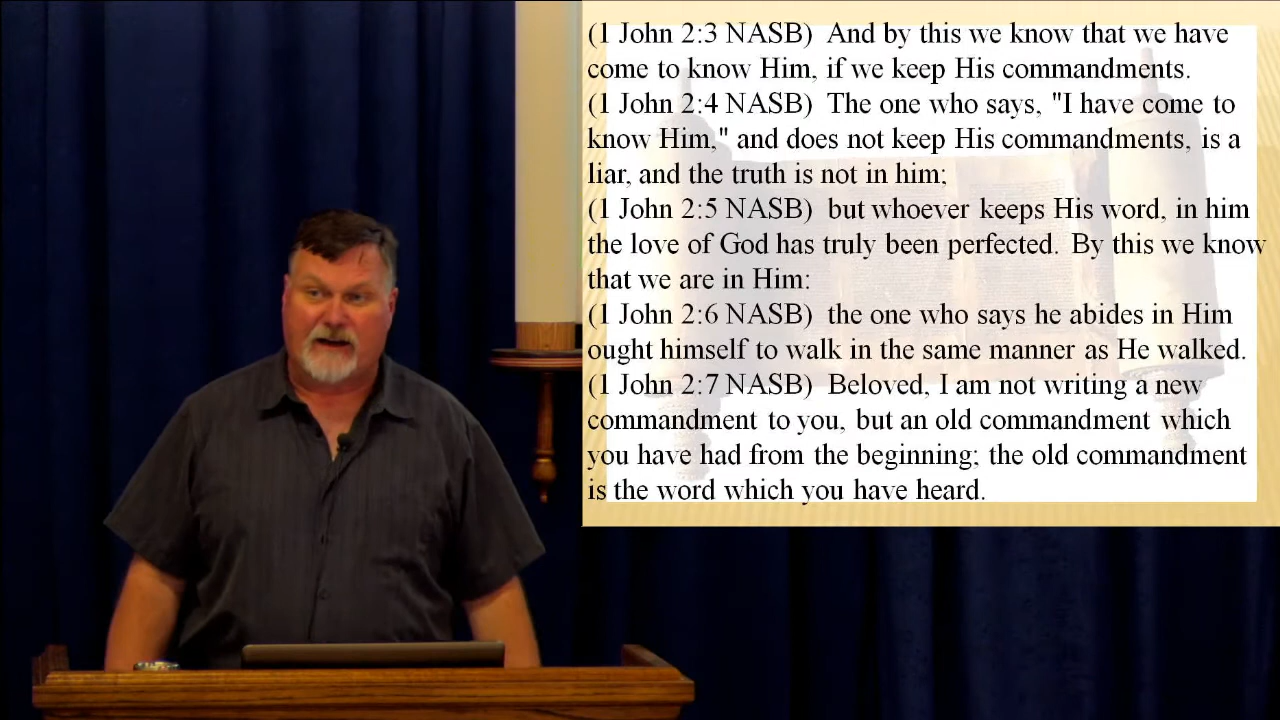 (1 John 2:3 NASB)  And by this we know that we have
come to know Him, if we keep His commandments.
(1 John 2:4 NASB)  The one who says, "I have come to
know Him," and does not keep His commandments, is a
liar, and the truth is not in him;
(1 John 2:5 NASB)  but whoever keeps His word, in him
the love of God has truly been perfected.  By this we know
that we are in Him:
(1 John 2:6 NASB)  the one who says he abides in Him
ought himself to walk in the same manner as He walked.
(1 John 2:7 NASB)  Beloved, I am not writing a new
commandment to you, but an old commandment which
you have had from the beginning; the old commandment
is the word which you have heard.